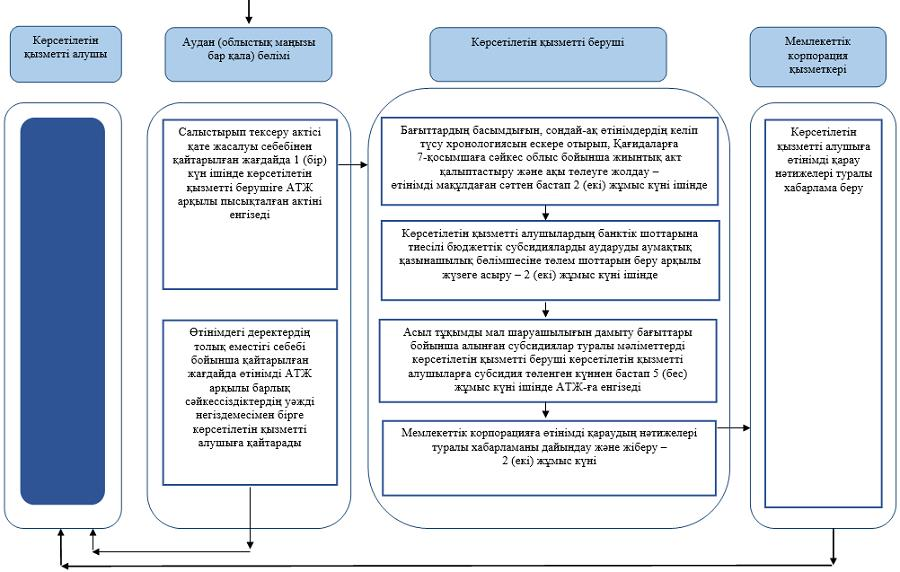 Көрсетілетін
қызметті алушы
Аудан (облыстық маңызы
бар қала) бөлімі
Көрсетілетін қызметті беруші
Мемлекеттік
корпорация
қызметкері
Салыстырып тексеру актісі
қате жасалуы себебінен
қайтарылған жағдайда 1 (бір)
күн ішінде көрсетілетін
қызметті берушіге АТЖ
арқылы пысықталған актіні
енгізеді
Өтінімдегі деректердің
толық еместігі себебі
бойынша қайтарылған
жағдайда өтінімді АТЖ
арқылы барлық
сәйкессіздіктердің уәжді
негіздемесімен бірге
көрсетілетін қызметті
алушыға қайтарады
Бағыттардың басымдығын, сондай-ақ өтінімдердің келіп
түсу хронологиясын ескере отырып, Қағидаларға
7-қосымшаға сәйкес облыс бойынша жиынтық акт
қалыптастыру және ақы төлеуге жолдау –
өтінімді мақұлдаған сәттен бастап 2 (екі) жұмыс күні ішінде
Көрсетілетін қызметті алушылардың банктік шоттарына
тиесілі бюджеттік субсидияларды аударуды аумақтық
қазынашылық бөлімшесіне төлем шоттарын беру арқылы
жүзеге асыру – 2 (екі) жұмыс күні ішінде
Асыл тұқымды мал шаруашылығын дамыту бағыттары
бойынша алынған субсидиялар туралы мәліметтерді
көрсетілетін қызметті беруші көрсетілетін қызметті
алушыларға субсидия төленген күннен бастап 5 (бес)
жұмыс күні ішінде АТЖ-ға енгізеді
Мемлекеттік корпорацияға өтінімді қараудың нәтижелері
туралы хабарламаны дайындау және жіберу –
2 (екі) жұмыс күні
Көрсетілетін
қызметті алушыға
өтінімді қарау
нәтижелері туралы
хабарлама беру